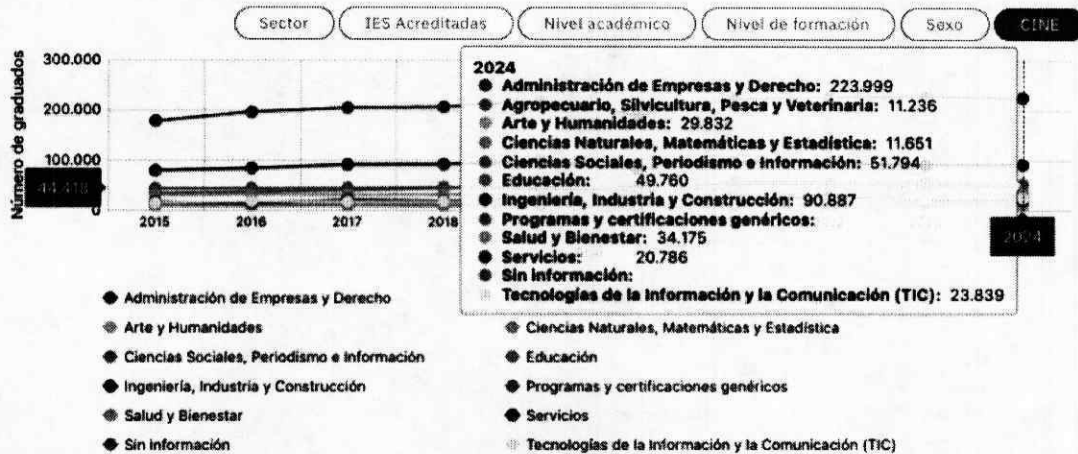 Sector IES Acreditadas Nivel académico Nivel de formación Sexo CINE
Número de graduados
300.000
200.000
100.000
44.418
0
2015 2016 2017 2018
2024
Administración de Empresas y Derecho: 223.999
Agropecuario, Silvicultura, Pesca y Veterinaria: 11.236
Arte y Humanidades: 29.832
Ciencias Naturales, Matemáticas y Estadística: 11.651
Ciencias Sociales, Periodismo e Información: 51.794
Educación: 49.760
Ingeniería, Industria y Construcción: 90.887
Programas y certificaciones genéricos:
Salud y Bienestar: 34.175
Servicios: 20.786
Sin información:
Tecnologías de la Información y la Comunicación (TIC): 23.839
2024
Administración de Empresas y Derecho
Arte y Humanidades Ciencias Naturales, Matemáticas y Estadística
Ciencias Sociales, Periodismo e Información Educación
Ingeniería, Industria y Construcción Programas y certificaciones genéricos
Salud y Bienestar Servicios
Sin información Tecnologías de la Información y la Comunicación (TIC)